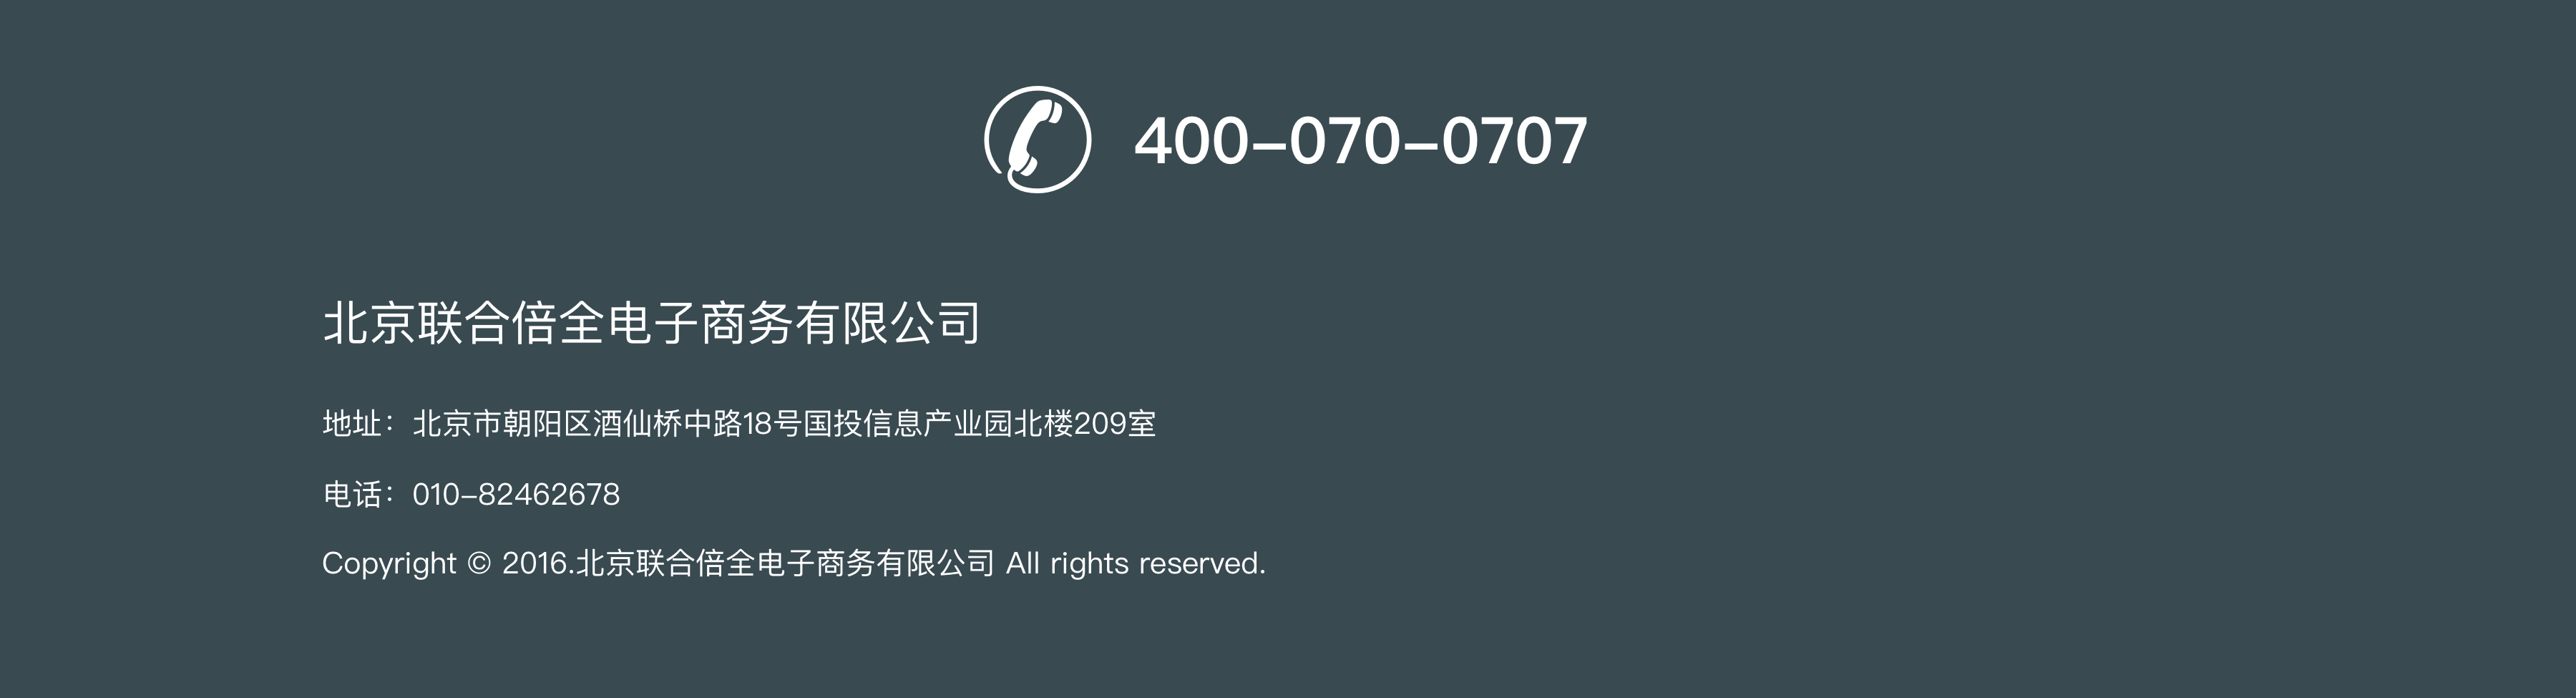 400-070-0707
北京联合倍全电子商务有限公司
地址：北京市朝阳区酒仙桥中路18号国投信息产业园北楼209室
电话：010-82462678
Copyright © 2016.北京联合倍全电子商务有限公司 All rights reserved.